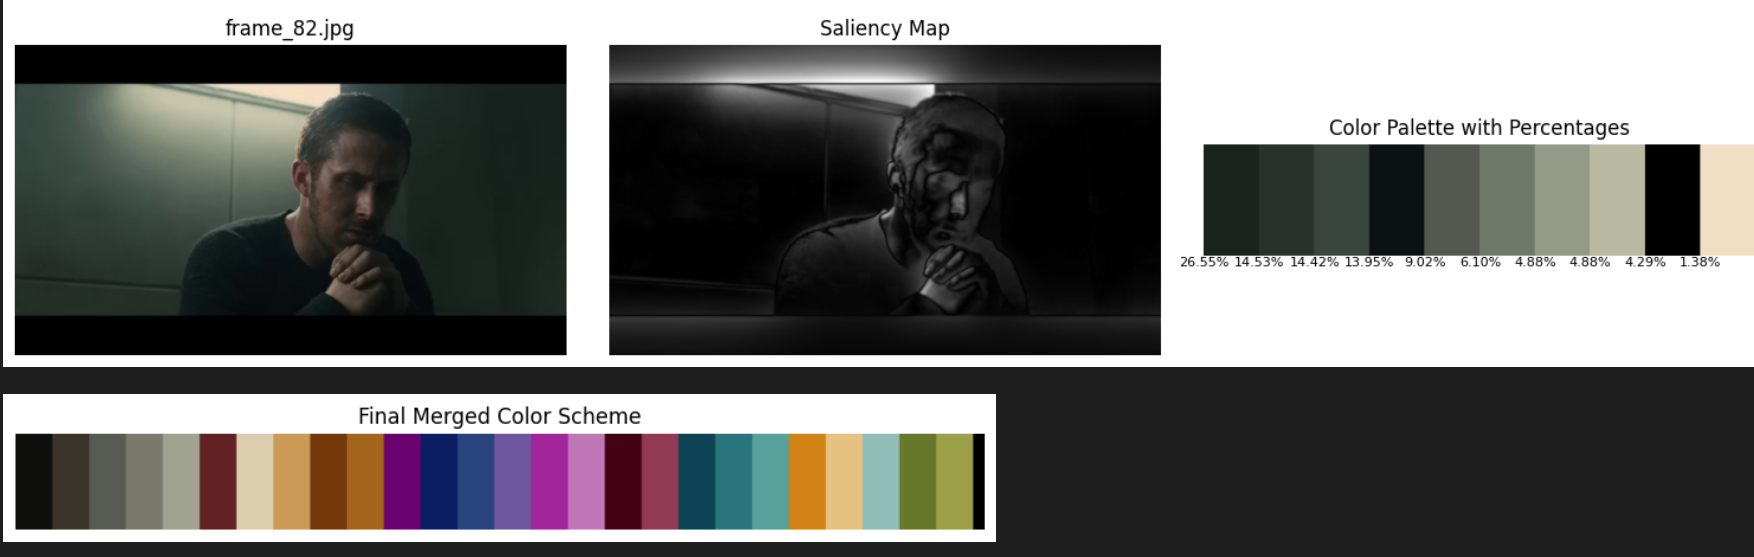 frame_82.jpg
Saliency Map
Color Palette with Percentages
26.55% 14.53% 14.42% 13.95% 9.02% 6.10% 4.88% 4.88% 4.29% 1.38%
Final Merged Color Scheme